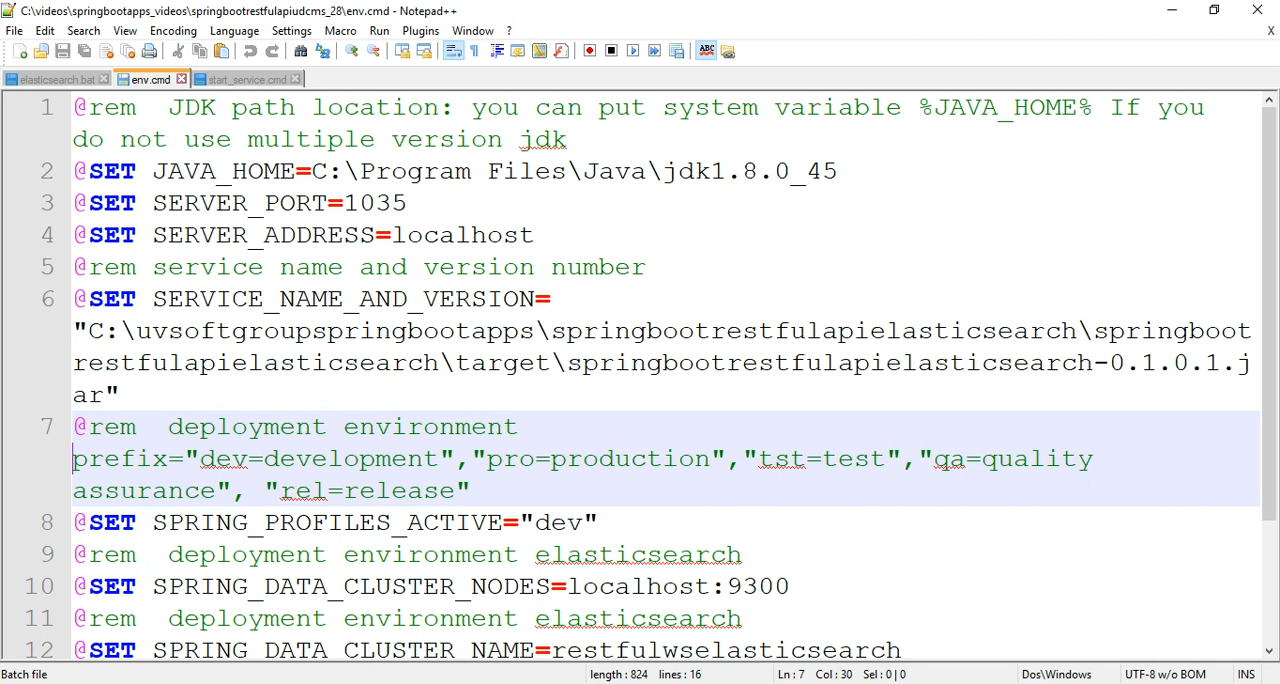 C:\videos\springbootapps_videos\springbootrestfulapiudcms_28\env.cmd - Notepad++
File Edit Search View Encoding Language Settings Macro Run Plugins Window ? X
elasticsearch.bat env.cmd start_service.cmd
1 @rem  JDK path location: you can put system variable %JAVA_HOME% If you
do not use multiple version jdk
2 @SET JAVA_HOME=C:\Program Files\Java\jdk1.8.0_45
3 @SET SERVER_PORT=1035
4 @SET SERVER_ADDRESS=localhost
5 @rem service name and version number
6 @SET SERVICE_NAME_AND_VERSION=
"C:\uvsoftgroupspringbootapps\springbootrestfulapielasticsearch\springboot
restfulapielasticsearch\target\springbootrestfulapielasticsearch-0.1.0.1.j
ar"
7 @rem  deployment environment
prefix="dev=development","pro=production","tst=test","qa=quality
assurance", "rel=release"
8 @SET SPRING_PROFILES_ACTIVE="dev"
9 @rem  deployment environment elasticsearch
10 @SET SPRING_DATA_CLUSTER_NODES=localhost:9300
11 @rem  deployment environment elasticsearch
12 @SET SPRING_DATA_CLUSTER_NAME=restfulwselasticsearch
Batch file length : 824 lines : 16 Ln : 7 Col : 30 Sel : 0 | 0 Dos\Windows UTF-8 w/o BOM INS